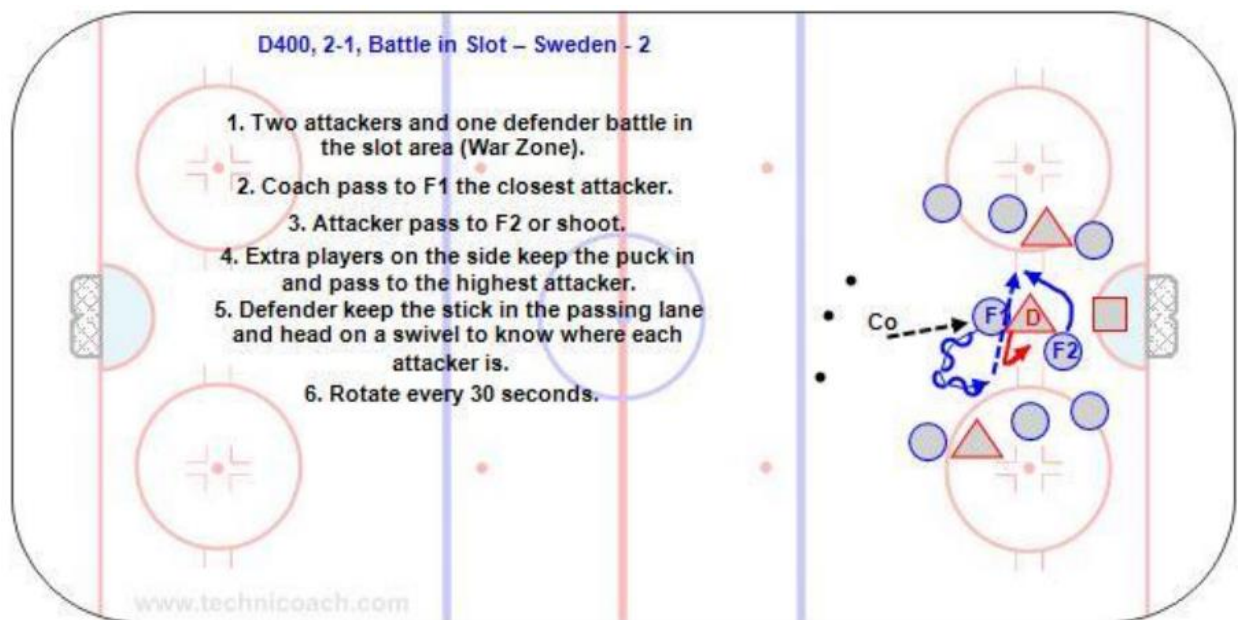 D400, 2-1, Battle in Slot – Sweden - 2
1. Two attackers and one defender battle in
the slot area (War Zone).
2. Coach pass to F1 the closest attacker.
3. Attacker pass to F2 or shoot.
4. Extra players on the side keep the puck in
and pass to the highest attacker.
5. Defender keep the stick in the passing lane
and head on a swivel to know where each
attacker is.
6. Rotate every 30 seconds.
Co
F1
D
F2
www.technicoach.com